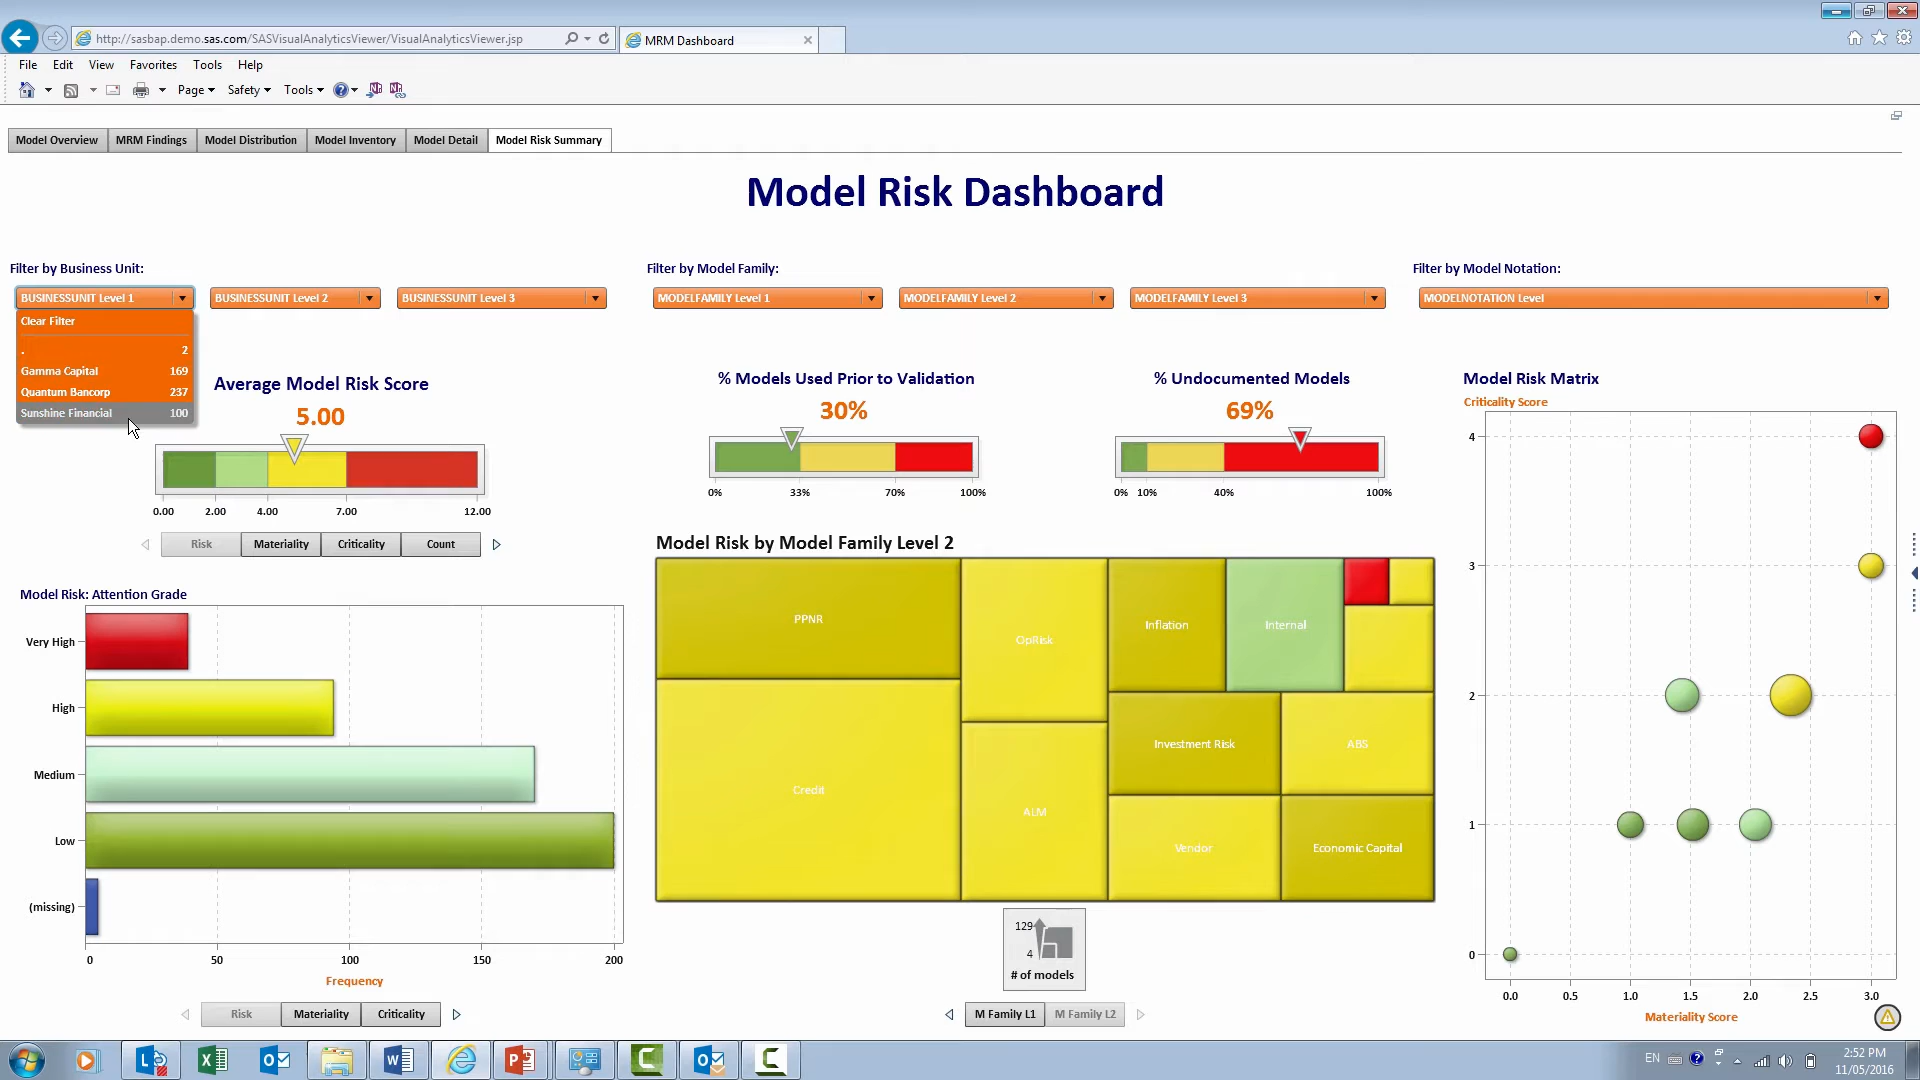 http://sasbap.demo.sas.com/SASVisualAnalyticsViewer/VisualAnalyticsViewer.jsp
MRM Dashboard
File Edit View Favorites Tools Help
Page Safety Tools
Model Overview MRM Findings Model Distribution Model Inventory Model Detail Model Risk Summary
Model Risk Dashboard
Filter by Business Unit: Filter by Model Family: Filter by Model Notation:
BUSINESSUNIT Level 1 BUSINESSUNIT Level 2 BUSINESSUNIT Level 3 MODELFAMILY Level 1 MODELFAMILY Level 2 MODELFAMILY Level 3 MODELNOTATION Level
Clear Filter
. 2
Gamma Capital 169
Quantum Bancorp 237
Sunshine Financial 100
Average Model Risk Score
5.00
0.00 2.00 4.00 7.00 12.00
Risk Materiality Criticality Count
% Models Used Prior to Validation
30%
0% 33% 70% 100%
% Undocumented Models
69%
0% 10% 40% 100%
Model Risk: Attention Grade
Very High
High
Medium
Low
(missing)
0 50 100 150 200
Frequency
Risk Materiality Criticality
Model Risk by Model Family Level 2
PPNR
OpRisk
Inflation
Internal
Investment Risk
ABS
Credit
ALM
Vendor
Economic Capital
129
4
# of models
M Family L1 M Family L2
Model Risk Matrix
Criticality Score
4
3
2
1
0
0.0 0.5 1.0 1.5 2.0 2.5 3.0
Materiality Score
EN
2:52 PM
11/05/2016